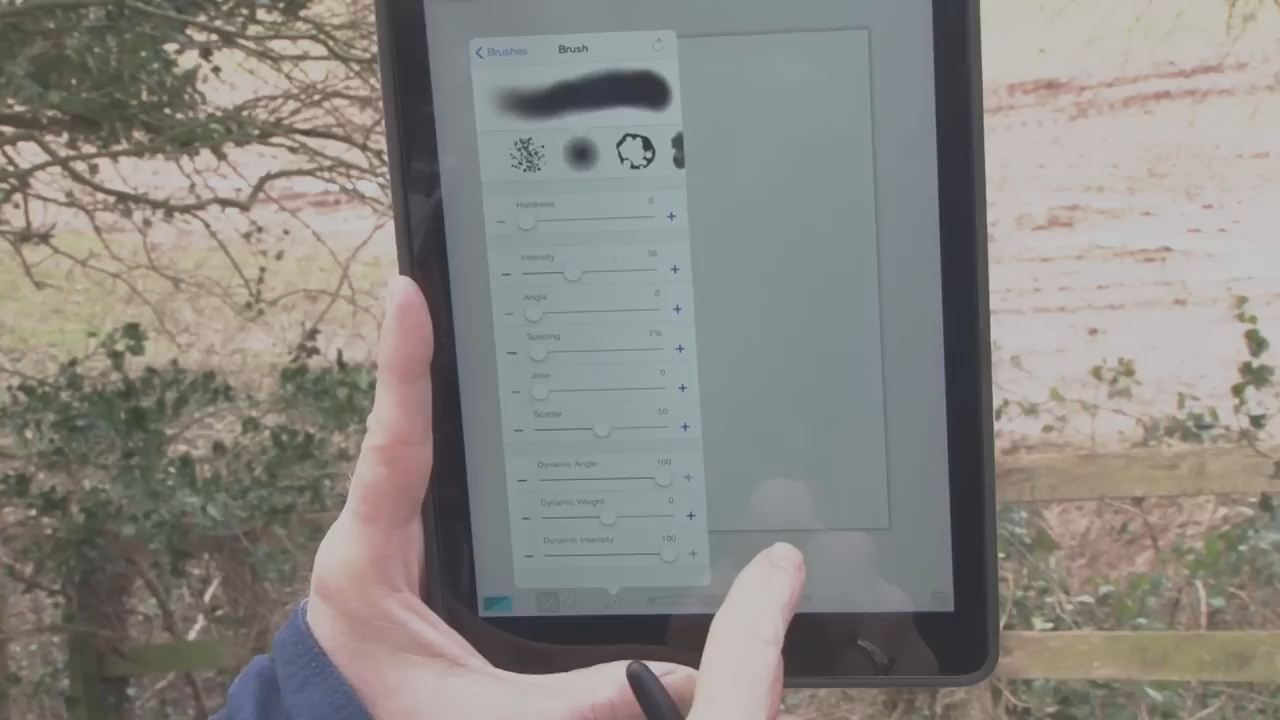 Brushes Brush
Hardness 0
Intensity 36
Angle 0
Spacing 2%
Jitter 0
Scatter 50
Dynamic Angle 100
Dynamic Weight 0
Dynamic Intensity 100